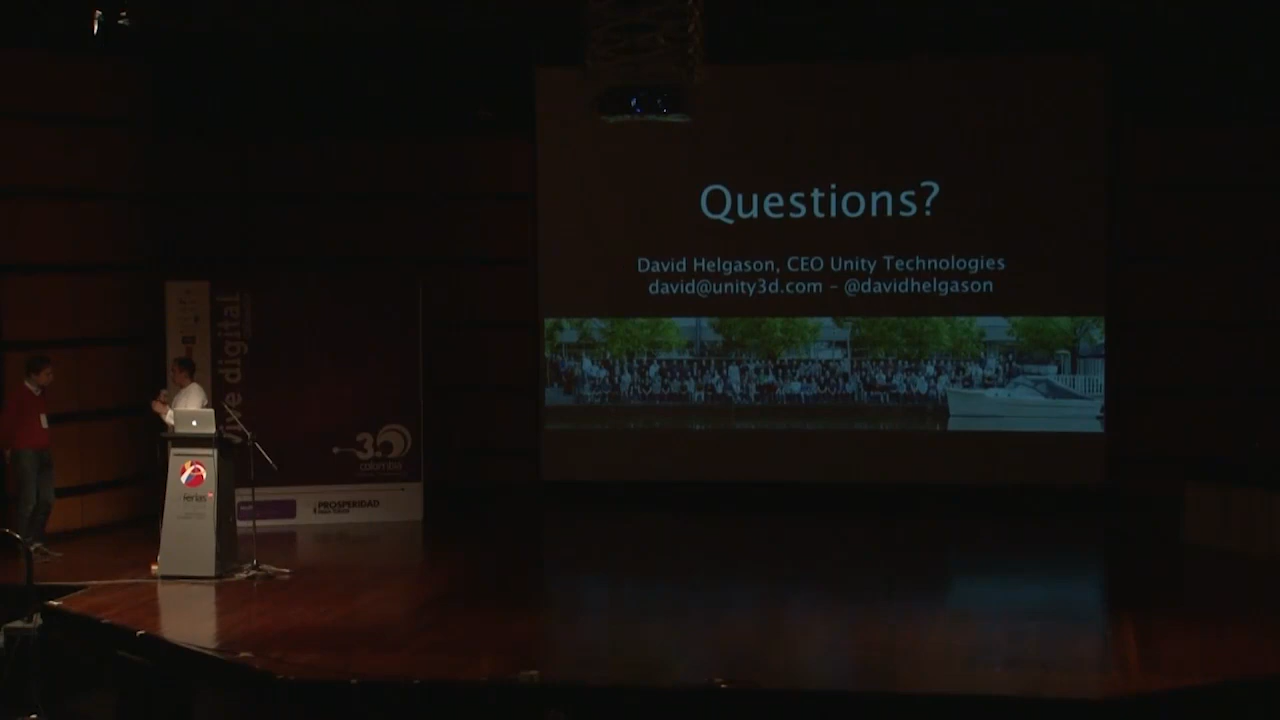 Questions?
David Helgason, CEO Unity Technologies
david@unity3d.com – @davidhelgason
vive digital
3.0
colombia
ferias
PROSPERIDAD